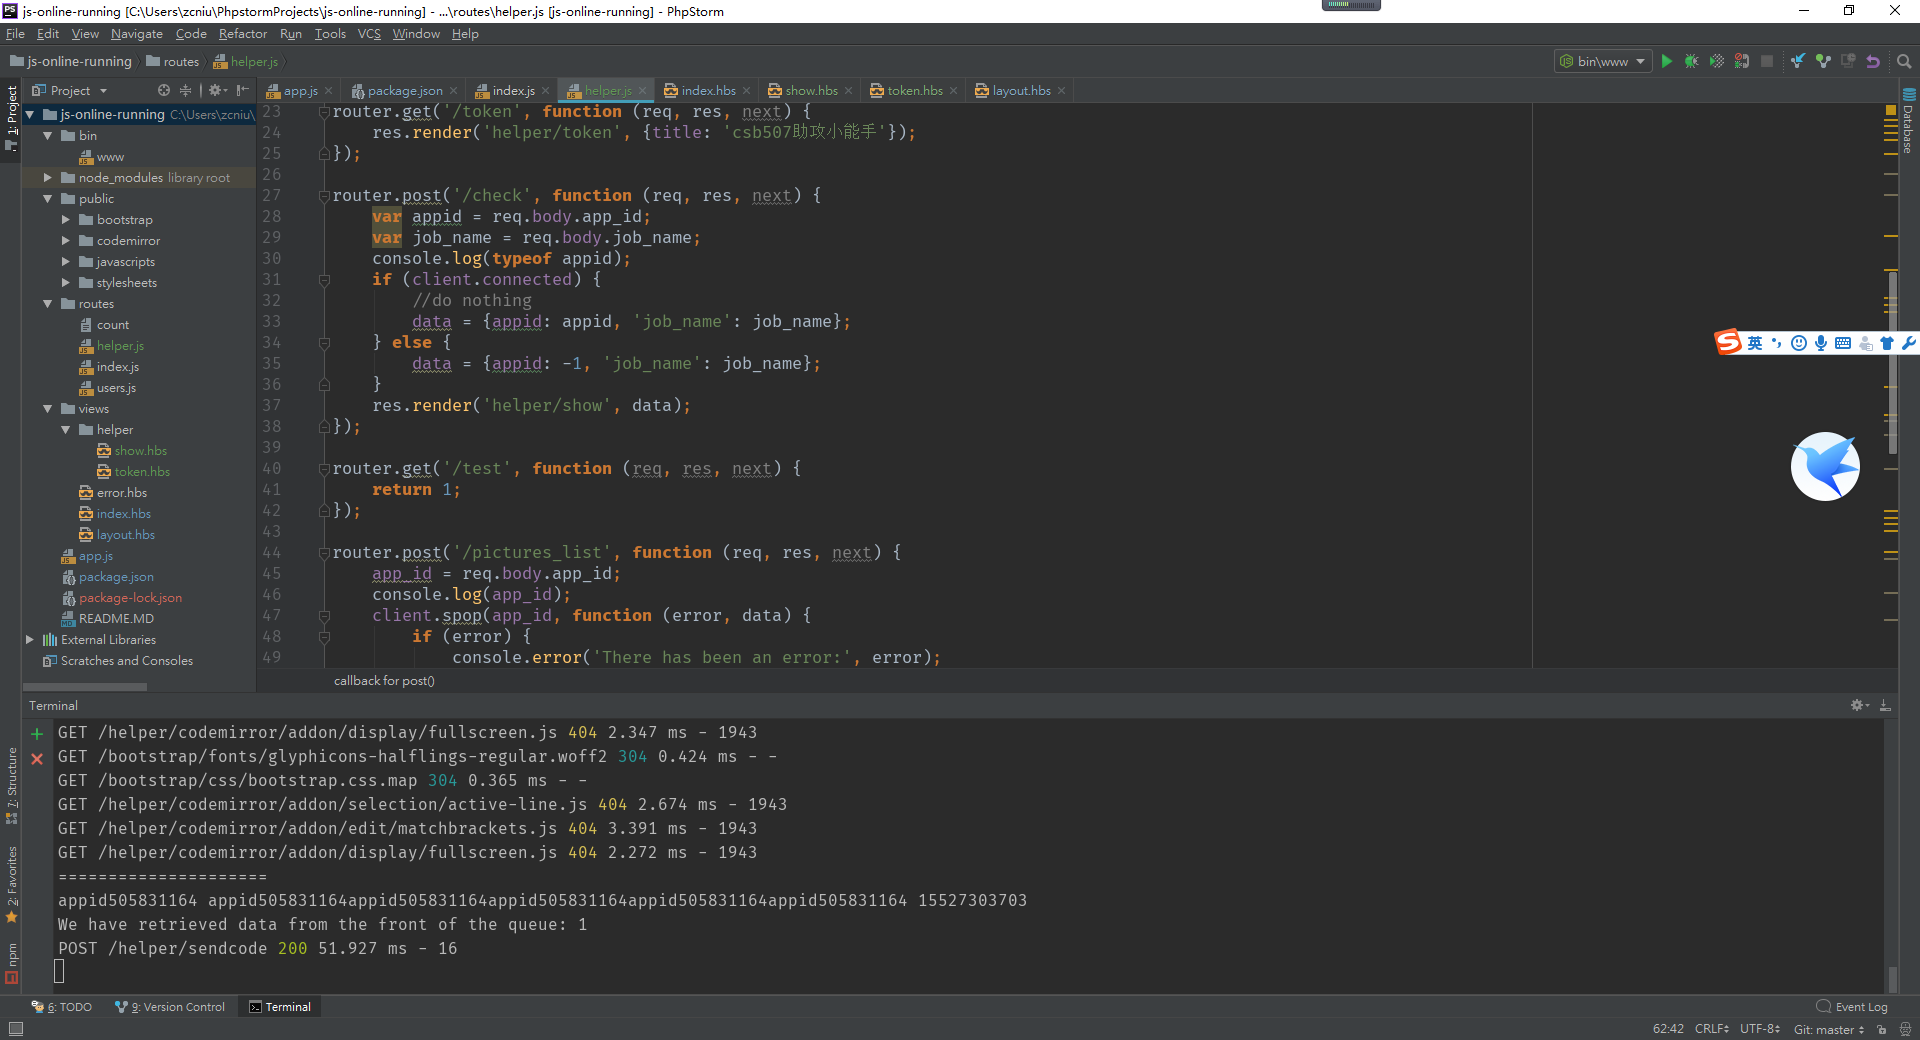 js-online-running [C:\Users\zcniu\PhpstormProjects\js-online-running] - ...\routes\helper.js [js-online-running] - PhpStorm
File Edit View Navigate Code Refactor Run Tools VCS Window Help
js-online-running routes helper.js bin\www
Project
app.js package.json index.js helper.js index.hbs show.hbs token.hbs layout.hbs
1: Project
Database
js-online-running C:\Users\zcniu\
bin
www
node_modules library root
public
bootstrap
codemirror
javascripts
stylesheets
routes
count
helper.js
index.js
users.js
views
helper
show.hbs
token.hbs
error.hbs
index.hbs
layout.hbs
app.js
package.json
package-lock.json
README.MD
External Libraries
Scratches and Consoles
23 router.get('/token', function (req, res, next) {
24 res.render('helper/token', {title: 'csb507助攻小能手'});
25 });
26
27 router.post('/check', function (req, res, next) {
28 var appid = req.body.app_id;
29 var job_name = req.body.job_name;
30 console.log(typeof appid);
31 if (client.connected) {
32 //do nothing
33 data = {appid: appid, 'job_name': job_name};
34 } else {
35 data = {appid: -1, 'job_name': job_name};
36 }
37 res.render('helper/show', data);
38 });
39
40 router.get('/test', function (req, res, next) {
41 return 1;
42 });
43
44 router.post('/pictures_list', function (req, res, next) {
45 app_id = req.body.app_id;
46 console.log(app_id);
47 client.spop(app_id, function (error, data) {
48 if (error) {
49 console.error('There has been an error:', error);
callback for post()
英
Terminal
GET /helper/codemirror/addon/display/fullscreen.js 404 2.347 ms - 1943
GET /bootstrap/fonts/glyphicons-halflings-regular.woff2 304 0.424 ms - -
GET /bootstrap/css/bootstrap.css.map 304 0.365 ms - -
GET /helper/codemirror/addon/selection/active-line.js 404 2.674 ms - 1943
GET /helper/codemirror/addon/edit/matchbrackets.js 404 3.391 ms - 1943
GET /helper/codemirror/addon/display/fullscreen.js 404 2.272 ms - 1943
=====================
appid505831164 appid505831164appid505831164appid505831164appid505831164appid505831164 15527303703
We have retrieved data from the front of the queue: 1
POST /helper/sendcode 200 51.927 ms - 16
7: Structure
2: Favorites
npm
6: TODO 9: Version Control Terminal Event Log
62:42 CRLF UTF-8 Git: master